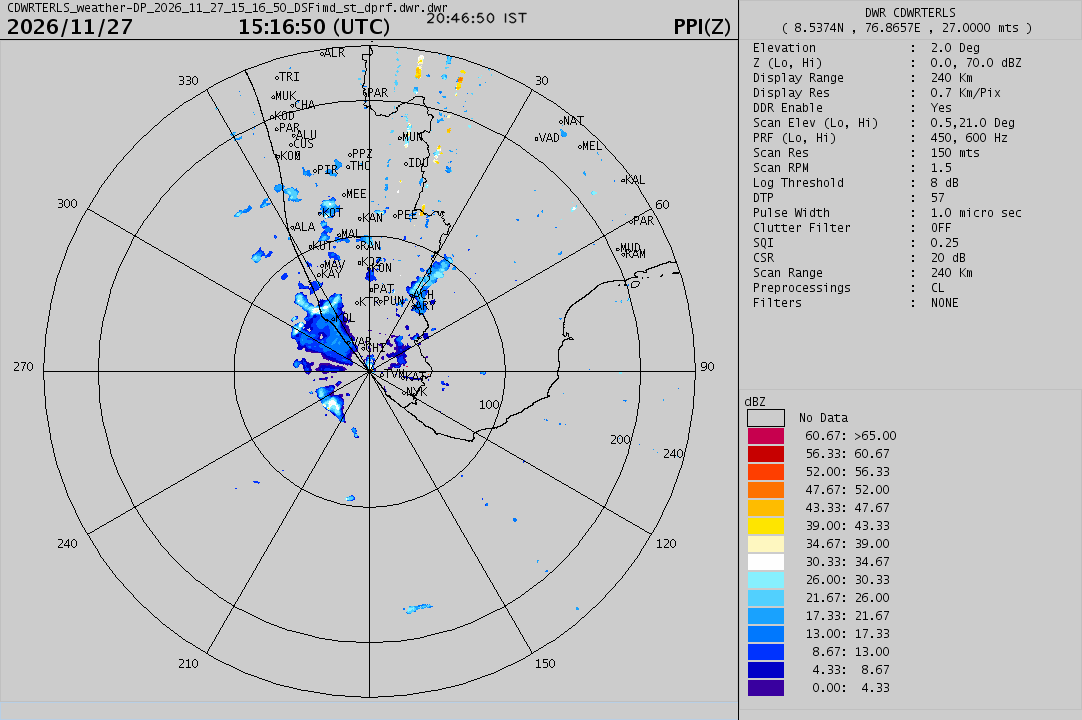 CDWRTERLS_weather-DP_2026_11_27_15_16_50_DSFimd_st_dprf.dwr.dwr
20:46:50 IST
2026/11/27 15:16:50 (UTC) PPI(Z)
DWR CDWRTERLS
( 8.5374N , 76.8657E , 27.0000 mts )
Elevation : 2.0 Deg
Z (Lo, Hi) : 0.0, 70.0 dBZ
Display Range : 240 Km
Display Res : 0.7 Km/Pix
DDR Enable : Yes
Scan Elev (Lo, Hi) : 0.5,21.0 Deg
PRF (Lo, Hi) : 450, 600 Hz
Scan Res : 150 mts
Scan RPM : 1.5
Log Threshold : 8 dB
DTP : 57
Pulse Width : 1.0 micro sec
Clutter Filter : OFF
SQI : 0.25
CSR : 20 dB
Scan Range : 240 Km
Preprocessings : CL
Filters : NONE
dBZ
No Data
60.67: >65.00
56.33: 60.67
52.00: 56.33
47.67: 52.00
43.33: 47.67
39.00: 43.33
34.67: 39.00
30.33: 34.67
26.00: 30.33
21.67: 26.00
17.33: 21.67
13.00: 17.33
8.67: 13.00
4.33: 8.67
0.00: 4.33
ALR
TRI
330
30
MUK
PAR
CHA
KOD
NAT
PAR
ALU
MUN
VAD
CUS
MEL
KOM
PPZ
THO
IDU
PIR
KAL
MEE
300
60
KOT
KAN
PEE
PAR
ALA
MAL
KUT
RAN
MUD
RAM
MAV
KON
KAY
PAT
ACH
KTR
PUN
KOL
VAR
CHI
270
90
TVM
KAT
NYK
100
200
240
240
120
210
150